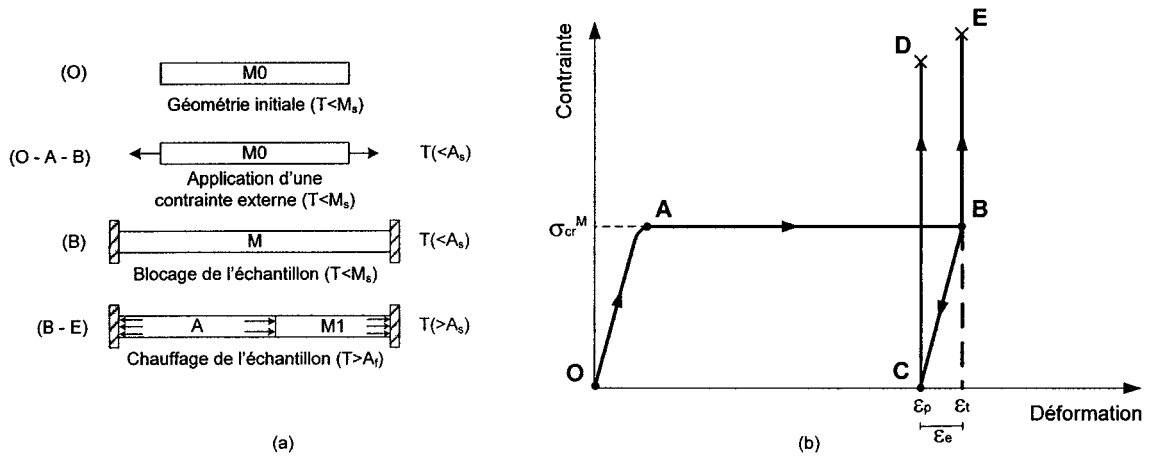 (O)
M0
Géométrie initiale (T<Ms)
(O - A - B)
M0
T(<As)
Application d'une
contrainte externe (T<Ms)
(B)
M
T(<As)
Blocage de l'échantillon (T<Ms)
(B - E)
A
M1
T(>As)
Chauffage de l'échantillon (T>Af)
(a)
Contrainte
E
D
A
B
σcrM
O
C
εp
εt
Déformation
εe
(b)